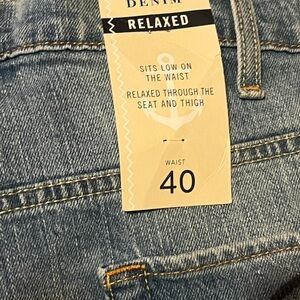 DENIM
RELAXED
SITS LOW ON
THE WAIST
RELAXED THROUGH THE
SEAT AND THIGH
WAIST
40